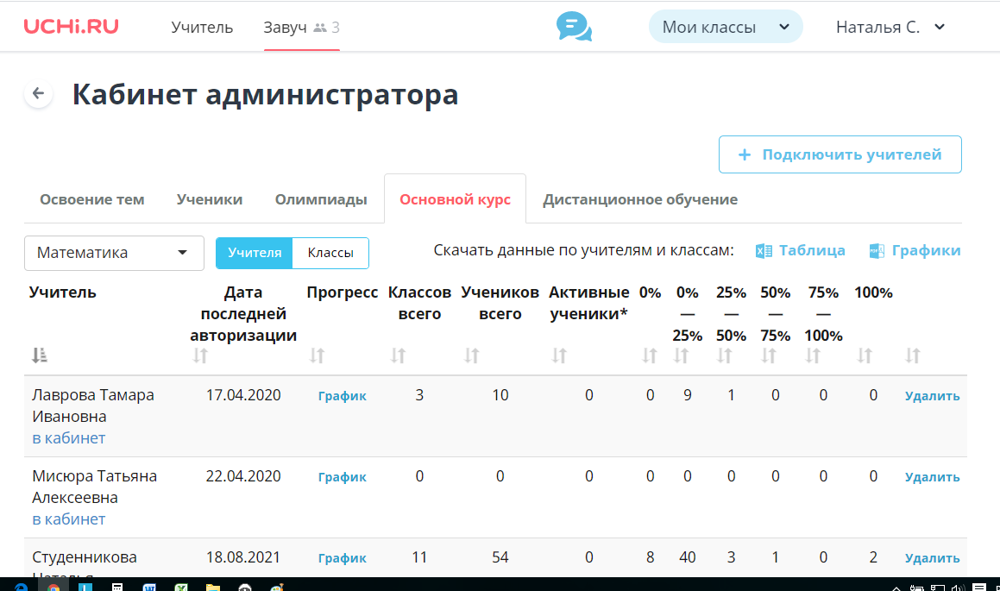 UCHi.RU Учитель Завуч 3 Мои классы Наталья С.
Кабинет администратора
+ Подключить учителей
Освоение тем Ученики Олимпиады Основной курс Дистанционное обучение
Математика Учителя Классы Скачать данные по учителям и классам: Таблица Графики
Учитель Дата Прогресс Классов Учеников Активные 0% 0% 25% 50% 75% 100%
последней всего всего ученики* — — — —
авторизации 25% 50% 75% 100%
Лаврова Тамара 17.04.2020 График 3 10 0 0 9 1 0 0 0 Удалить
Ивановна
в кабинет
Мисюра Татьяна 22.04.2020 График 0 0 0 0 0 0 0 0 0 Удалить
Алексеевна
в кабинет
Студенникова 18.08.2021 График 11 54 0 8 40 3 1 0 2 Удалить
Наталья